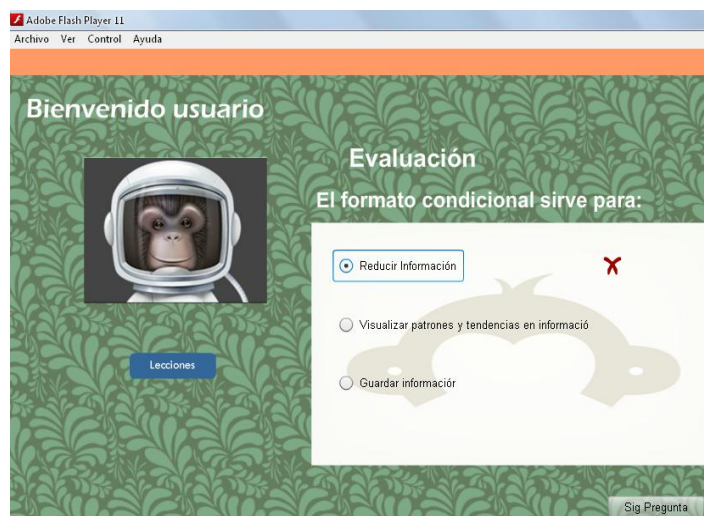 Adobe Flash Player 11
Archivo Ver Control Ayuda
Bienvenido usuario
Evaluación
El formato condicional sirve para:
Reducir Información
Visualizar patrones y tendencias en informació
Lecciones
Guardar informaciór
Sig Pregunta